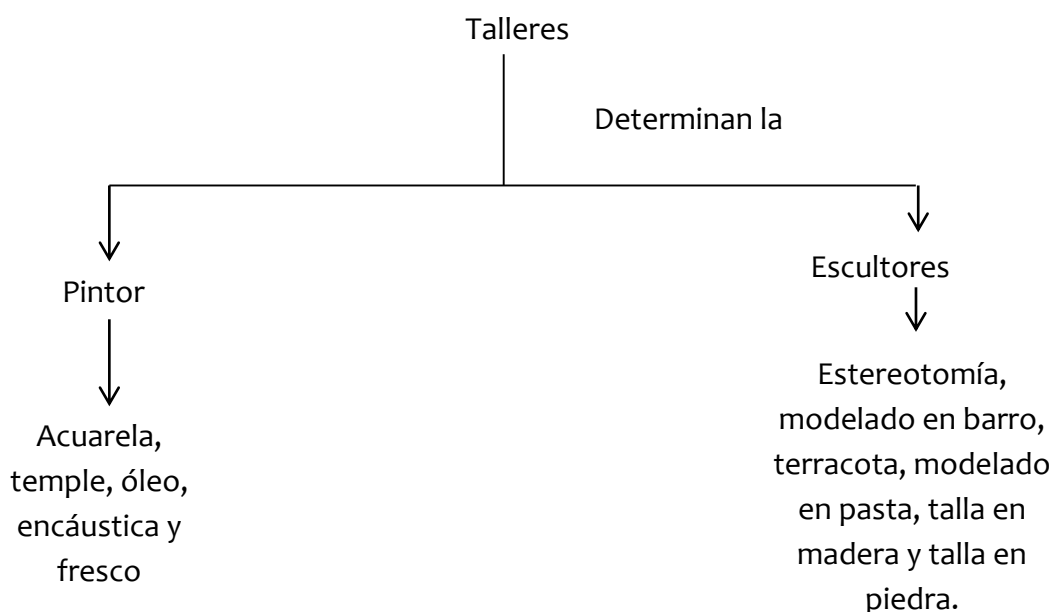 Talleres
Determinan la
Pintor
Acuarela,
temple, óleo,
encáustica y
fresco
Escultores
Estereotomía,
modelado en barro,
terracota, modelado
en pasta, talla en
madera y talla en
piedra.